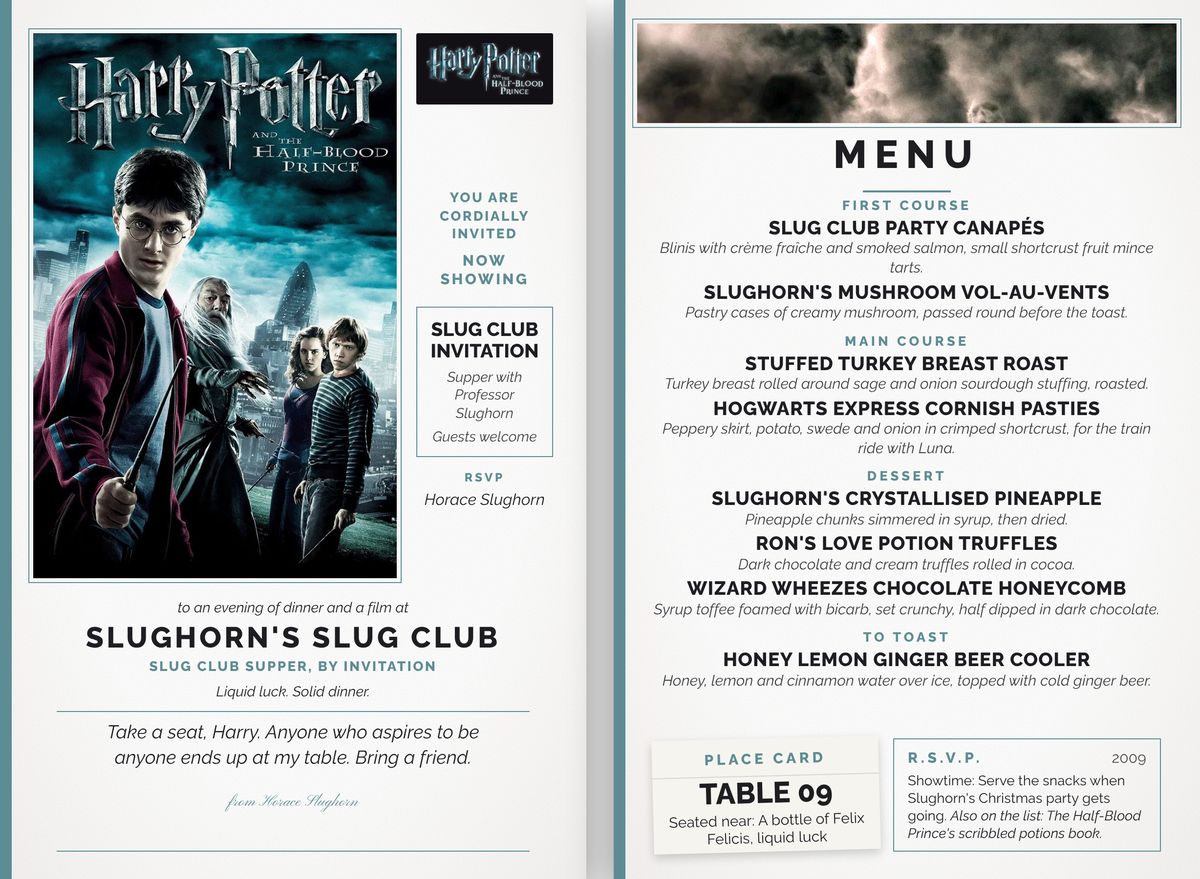 Harry Potter
AND THE
HALF-BLOOD
PRINCE
Harry Potter
AND THE
HALF-BLOOD
PRINCE
YOU ARE
CORDIALLY
INVITED
NOW
SHOWING
SLUG CLUB
INVITATION
Supper with
Professor
Slughorn
Guests welcome
RSVP
Horace Slughorn
to an evening of dinner and a film at
SLUGHORN'S SLUG CLUB
SLUG CLUB SUPPER, BY INVITATION
Liquid luck. Solid dinner.
Take a seat, Harry. Anyone who aspires to be
anyone ends up at my table. Bring a friend.
from Horace Slughorn
MENU
FIRST COURSE
SLUG CLUB PARTY CANAPÉS
Blinis with crème fraîche and smoked salmon, small shortcrust fruit mince
tarts.
SLUGHORN'S MUSHROOM VOL-AU-VENTS
Pastry cases of creamy mushroom, passed round before the toast.
MAIN COURSE
STUFFED TURKEY BREAST ROAST
Turkey breast rolled around sage and onion sourdough stuffing, roasted.
HOGWARTS EXPRESS CORNISH PASTIES
Peppery skirt, potato, swede and onion in crimped shortcrust, for the train
ride with Luna.
DESSERT
SLUGHORN'S CRYSTALLISED PINEAPPLE
Pineapple chunks simmered in syrup, then dried.
RON'S LOVE POTION TRUFFLES
Dark chocolate and cream truffles rolled in cocoa.
WIZARD WHEEZES CHOCOLATE HONEYCOMB
Syrup toffee foamed with bicarb, set crunchy, half dipped in dark chocolate.
TO TOAST
HONEY LEMON GINGER BEER COOLER
Honey, lemon and cinnamon water over ice, topped with cold ginger beer.
PLACE CARD
TABLE 09
Seated near: A bottle of Felix
Felicis, liquid luck
R.S.V.P. 2009
Showtime: Serve the snacks when
Slughorn's Christmas party gets
going. Also on the list: The Half-Blood
Prince's scribbled potions book.